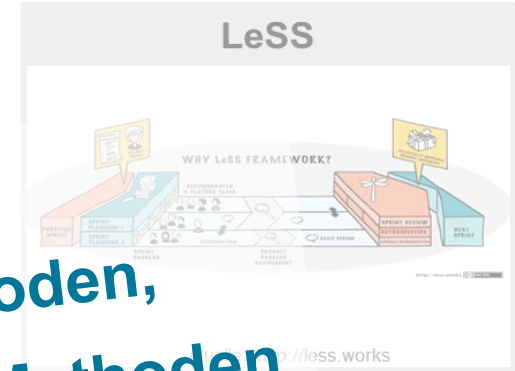 LeSS
WHY LeSS FRAMEWORK?
SCRUMMASTER
& FEATURE TEAM
PREVIOUS
SPRINT
SPRINT
PLANNING 1
SPRINT
PLANNING 2
SPRINT
BACKLOG
COORDINATION
PRODUCT
BACKLOG
REFINEMENT
DAILY SCRUM
SPRINT REVIEW
RETROSPECTIVE
OVERALL RETROSPECTIVE
NEXT
SPRINT
http://less.works
oden,
Methoden
://less.works